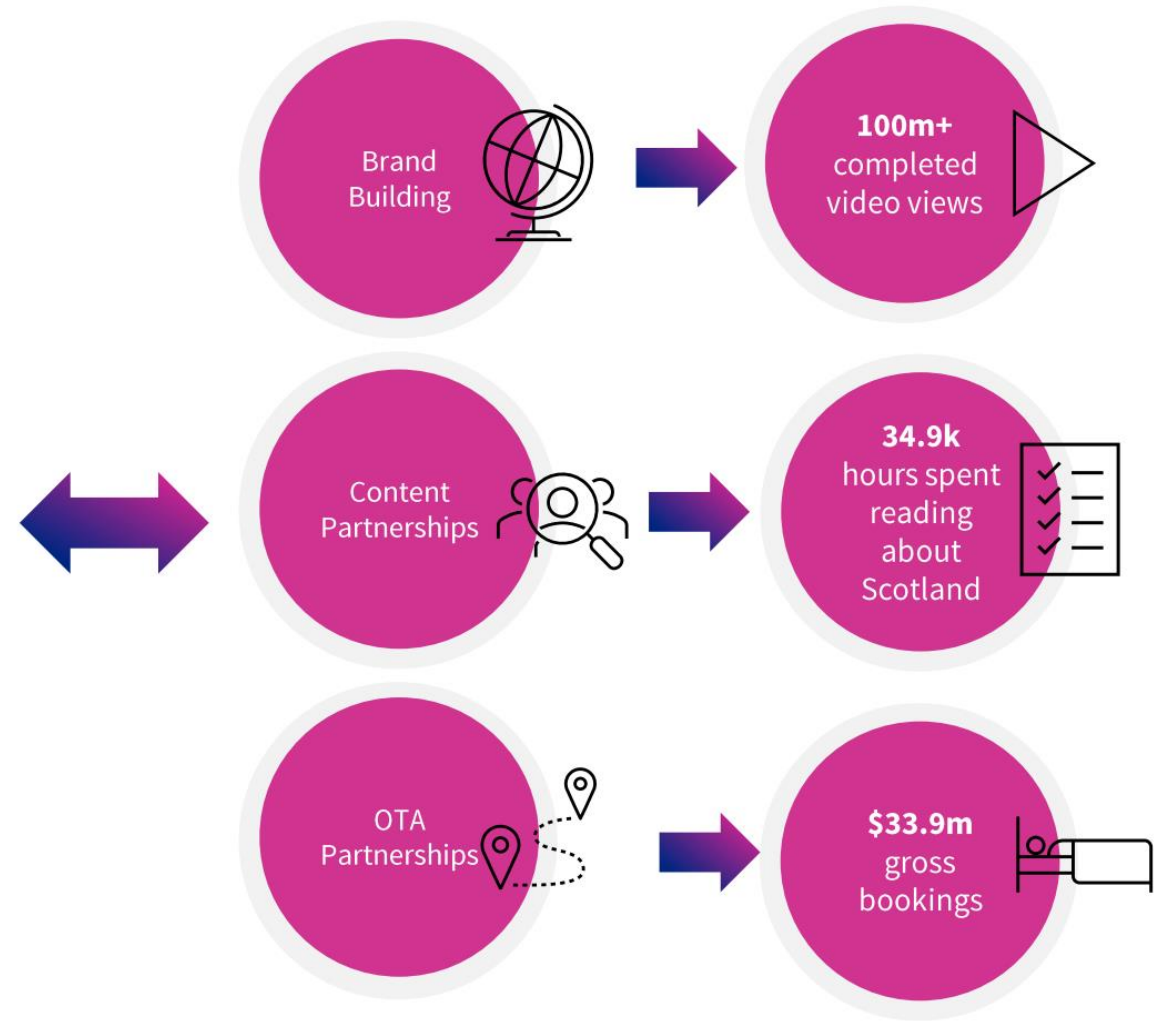 Brand
Building
100m+
completed
video views
Content
Partnerships
34.9k
hours spent
reading
about
Scotland
OTA
Partnerships
$33.9m
gross
bookings